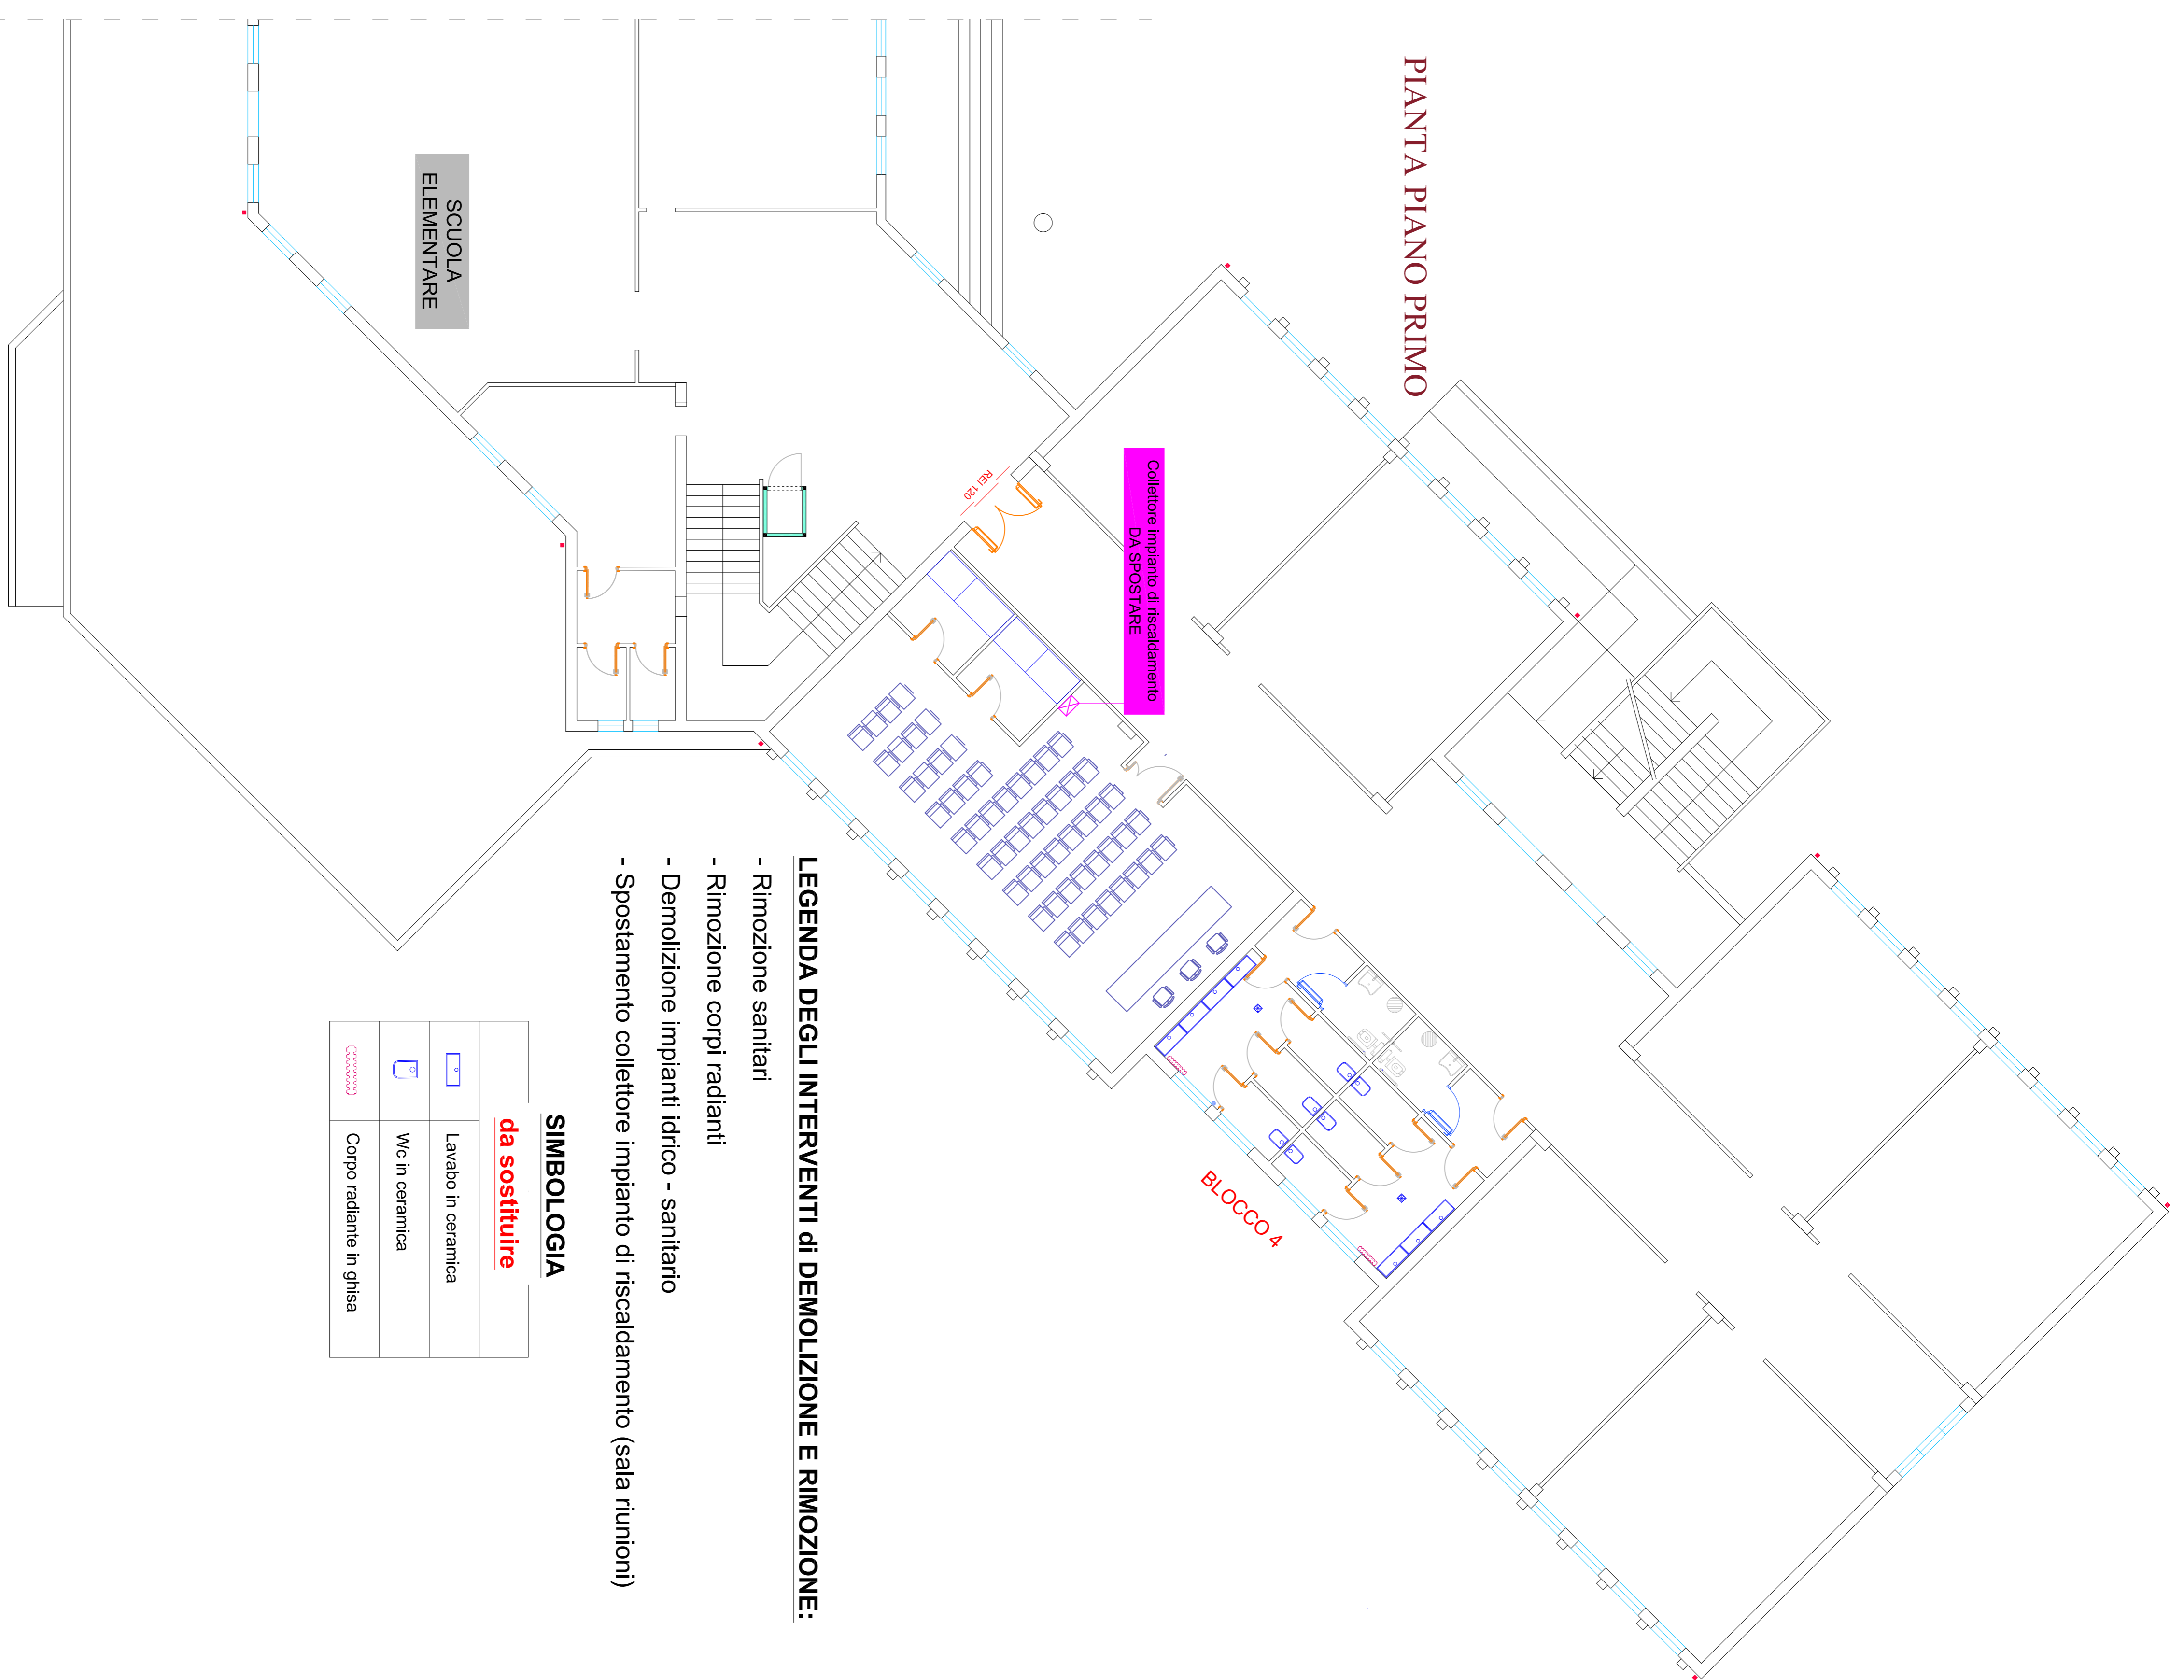 PIANTA PIANO PRIMO
Collettore impianto di riscaldamento
DA SPOSTARE
REI 120
SCUOLA
ELEMENTARE
BLOCCO 4
LEGENDA DEGLI INTERVENTI di DEMOLIZIONE E RIMOZIONE:
- Rimozione sanitari
- Rimozione corpi radianti
- Demolizione impianti idrico - sanitario
- Spostamento collettore impianto di riscaldamento (sala riunioni)
SIMBOLOGIA
da sostituire
Lavabo in ceramica
Wc in ceramica
Corpo radiante in ghisa